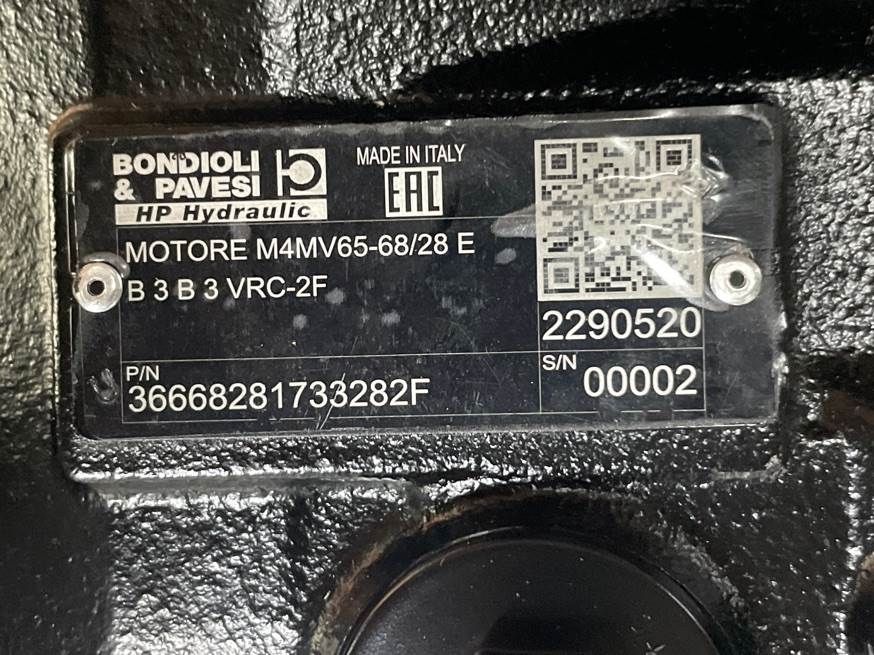 BONDIOLI
& PAVESI
HP Hydraulic
MADE IN ITALY
EAC
MOTORE M4MV65-68/28 E
B 3 B 3 VRC-2F
2290520
P/N
36668281733282F
S/N
00002